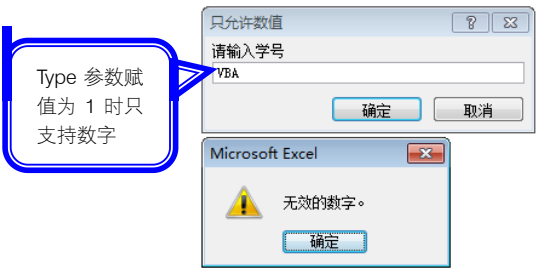 只允许数值
请输入学号
VBA
确定 取消
Type 参数赋
值为 1 时只
支持数字
Microsoft Excel
无效的数字。
确定